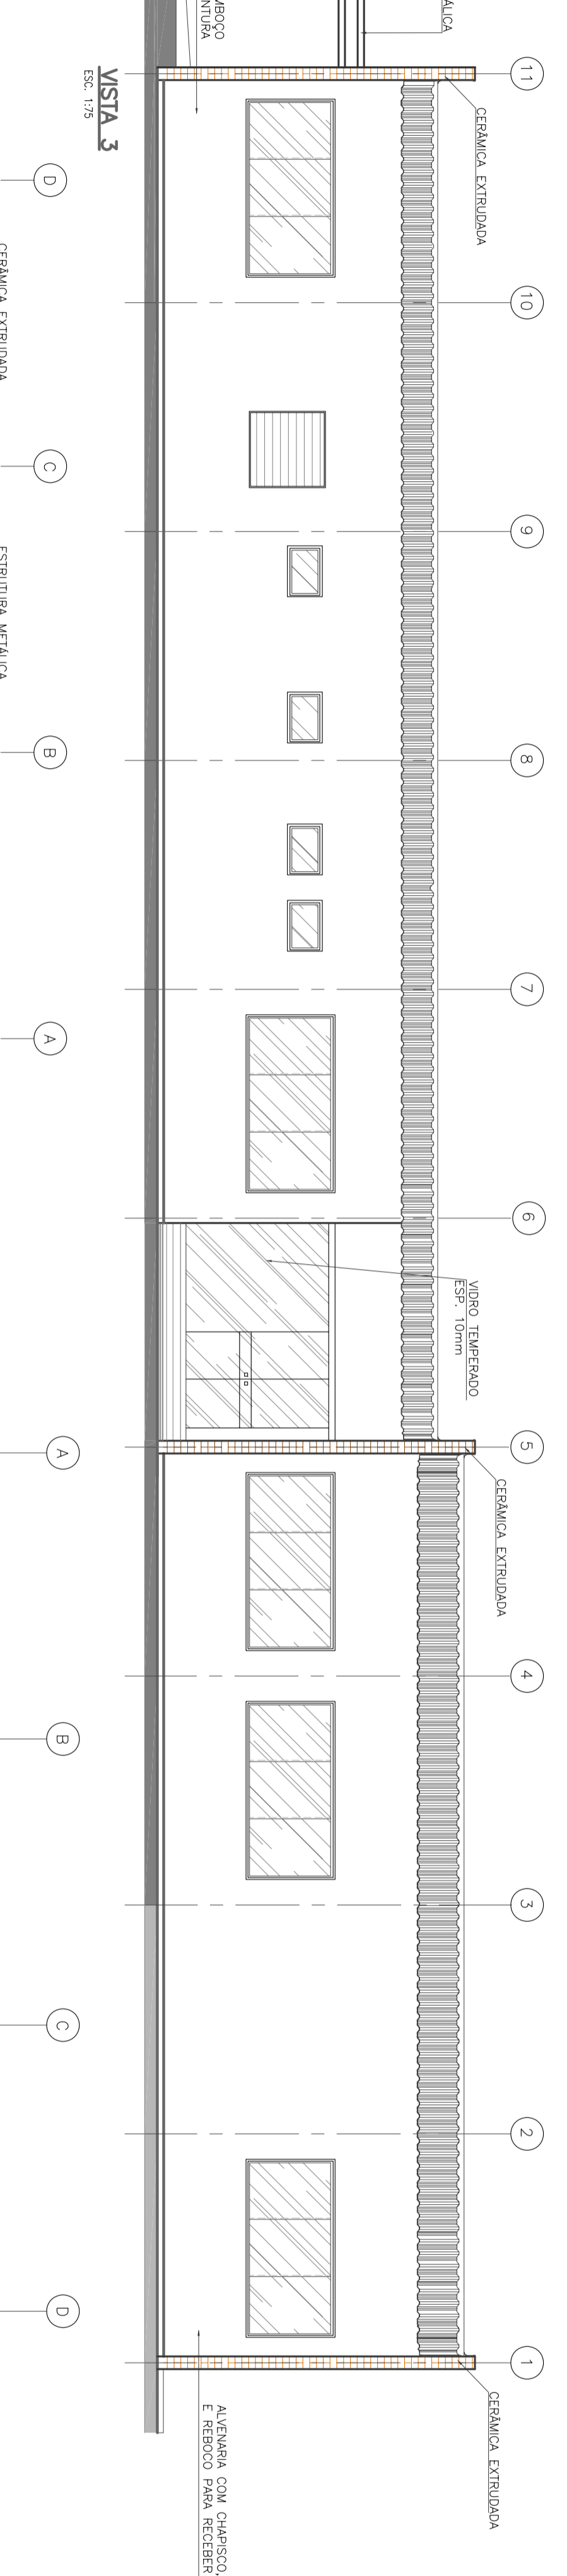 11
10
9
8
7
6
5
4
3
2
1
CERÂMICA EXTRUDADA
VIDRO TEMPERADO
ESP. 10mm
CERÂMICA EXTRUDADA
CERÂMICA EXTRUDADA
ALVENARIA COM CHAPISCO,
E REBOCO PARA RECEBER
VISTA 3
ESC. 1:75
D
C
B
A
A
B
C
D
CERÂMICA EXTRUDADA
ESTRUTURA METÁLICA